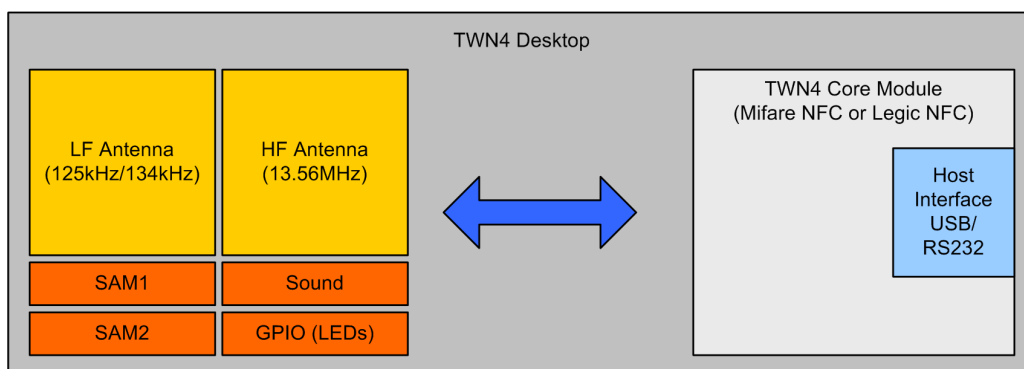 TWN4 Desktop
LF Antenna
(125kHz/134kHz)
HF Antenna
(13.56MHz)
SAM1
Sound
SAM2
GPIO (LEDs)
TWN4 Core Module
(Mifare NFC or Legic NFC)
Host
Interface
USB/
RS232